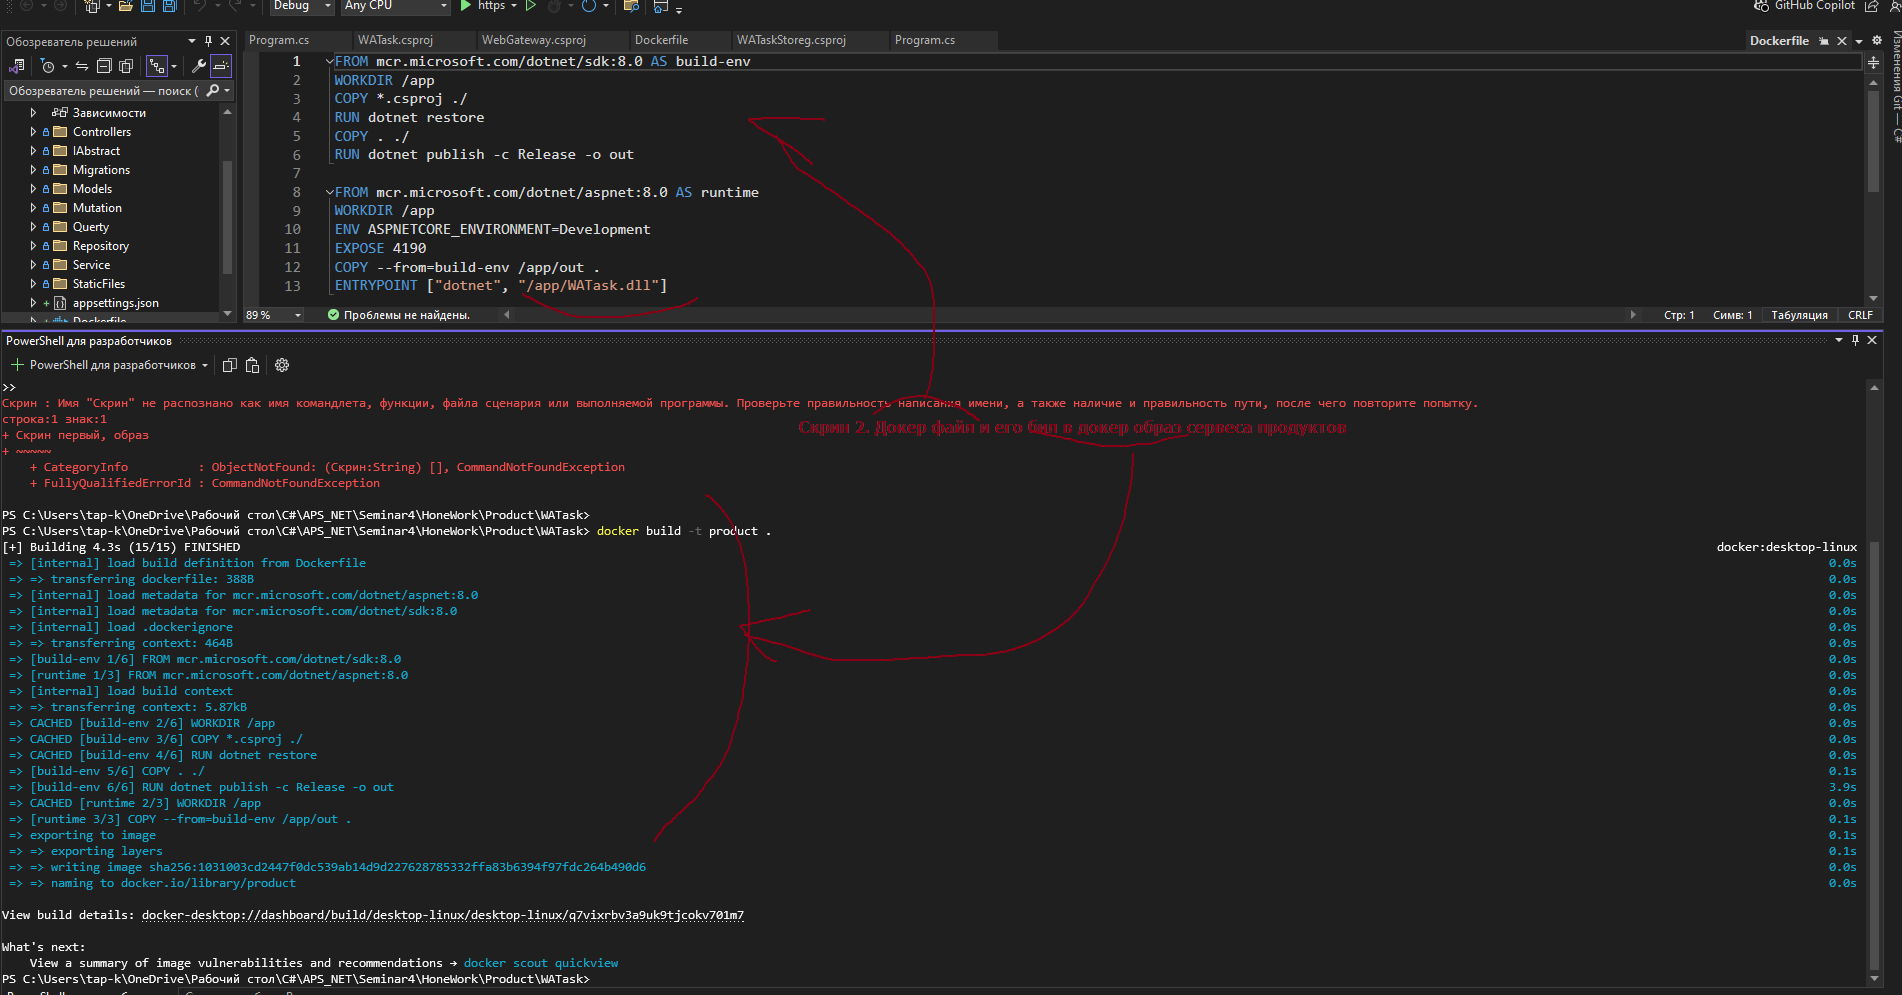 Debug
Any CPU
https
GitHub Copilot
Обозреватель решений
Program.cs
WATask.csproj
WebGateway.csproj
Dockerfile
WATaskStoreg.csproj
Program.cs
Dockerfile
Обозреватель решений — поиск (
Зависимости
Controllers
IAbstract
Migrations
Models
Mutation
Querty
Repository
Service
StaticFiles
appsettings.json
Dockerfile
1 FROM mcr.microsoft.com/dotnet/sdk:8.0 AS build-env
2 WORKDIR /app
3 COPY *.csproj ./
4 RUN dotnet restore
5 COPY . ./
6 RUN dotnet publish -c Release -o out
7
8 FROM mcr.microsoft.com/dotnet/aspnet:8.0 AS runtime
9 WORKDIR /app
10 ENV ASPNETCORE_ENVIRONMENT=Development
11 EXPOSE 4190
12 COPY --from=build-env /app/out .
13 ENTRYPOINT ["dotnet", "/app/WATask.dll"]
89 %
Проблемы не найдены.
Стр: 1 Симв: 1 Табуляция CRLF
Изменения Git — C#
PowerShell для разработчиков
PowerShell для разработчиков
>>
Скрин : Имя "Скрин" не распознано как имя командлета, функции, файла сценария или выполняемой программы. Проверьте правильность написания имени, а также наличие и правильность пути, после чего повторите попытку.
строка:1 знак:1
+ Скрин первый, образ
+ ~~~~~
+ CategoryInfo : ObjectNotFound: (Скрин:String) [], CommandNotFoundException
+ FullyQualifiedErrorId : CommandNotFoundException
Скрин 2. Докер файл и его бил в докер образ сервеса продуктов
PS C:\Users\tap-k\OneDrive\Рабочий стол\C#\APS_NET\Seminar4\HoneWork\Product\WATask>
PS C:\Users\tap-k\OneDrive\Рабочий стол\C#\APS_NET\Seminar4\HoneWork\Product\WATask> docker build -t product .
[+] Building 4.3s (15/15) FINISHED docker:desktop-linux
=> [internal] load build definition from Dockerfile 0.0s
=> => transferring dockerfile: 388B 0.0s
=> [internal] load metadata for mcr.microsoft.com/dotnet/aspnet:8.0 0.0s
=> [internal] load metadata for mcr.microsoft.com/dotnet/sdk:8.0 0.0s
=> [internal] load .dockerignore 0.0s
=> => transferring context: 464B 0.0s
=> [build-env 1/6] FROM mcr.microsoft.com/dotnet/sdk:8.0 0.0s
=> [runtime 1/3] FROM mcr.microsoft.com/dotnet/aspnet:8.0 0.0s
=> [internal] load build context 0.0s
=> => transferring context: 5.87kB 0.0s
=> CACHED [build-env 2/6] WORKDIR /app 0.0s
=> CACHED [build-env 3/6] COPY *.csproj ./ 0.0s
=> CACHED [build-env 4/6] RUN dotnet restore 0.0s
=> [build-env 5/6] COPY . ./ 0.1s
=> [build-env 6/6] RUN dotnet publish -c Release -o out 3.9s
=> CACHED [runtime 2/3] WORKDIR /app 0.0s
=> [runtime 3/3] COPY --from=build-env /app/out . 0.1s
=> exporting to image 0.1s
=> => exporting layers 0.1s
=> => writing image sha256:1031003cd2447f0dc539ab14d9d227628785332ffa83b6394f97fdc264b490d6 0.0s
=> => naming to docker.io/library/product 0.0s
View build details: docker-desktop://dashboard/build/desktop-linux/desktop-linux/q7vixrbv3a9uk9tjcokv701m7
What's next:
View a summary of image vulnerabilities and recommendations → docker scout quickview
PS C:\Users\tap-k\OneDrive\Рабочий стол\C#\APS_NET\Seminar4\HoneWork\Product\WATask>